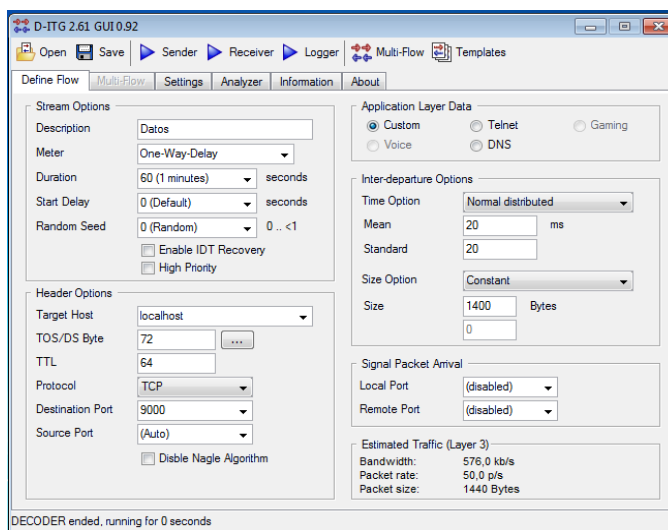 D-ITG 2.61 GUI 0.92
Open Save Sender Receiver Logger Multi-Flow Templates
Define Flow Multi-Flow Settings Analyzer Information About
Stream Options
Description Datos
Meter One-Way-Delay
Duration 60 (1 minutes) seconds
Start Delay 0 (Default) seconds
Random Seed 0 (Random) 0 .. <1
Enable IDT Recovery
High Priority
Header Options
Target Host localhost
TOS/DS Byte 72 ...
TTL 64
Protocol TCP
Destination Port 9000
Source Port (Auto)
Disble Nagle Algorithm
Application Layer Data
Custom Telnet Gaming
Voice DNS
Inter-departure Options
Time Option Normal distributed
Mean 20 ms
Standard 20
Size Option Constant
Size 1400 Bytes
0
Signal Packet Arrival
Local Port (disabled)
Remote Port (disabled)
Estimated Traffic (Layer 3)
Bandwidth: 576,0 kb/s
Packet rate: 50,0 p/s
Packet size: 1440 Bytes
DECODER ended, running for 0 seconds